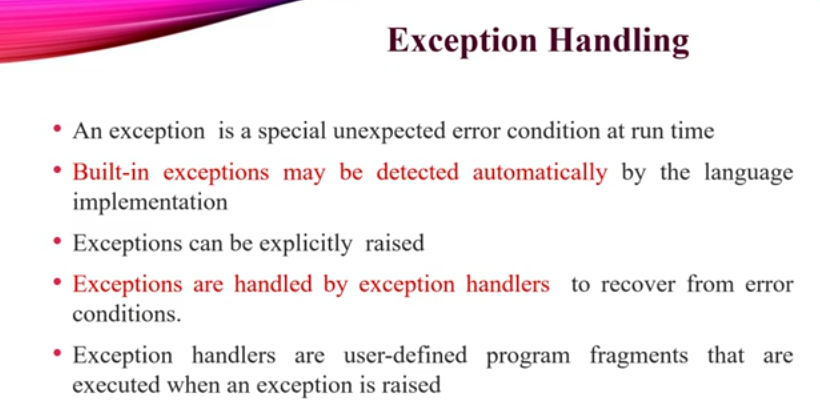 Exception Handling
• An exception is a special unexpected error condition at run time
• Built-in exceptions may be detected automatically by the language
implementation
• Exceptions can be explicitly raised
• Exceptions are handled by exception handlers to recover from error
conditions.
• Exception handlers are user-defined program fragments that are
executed when an exception is raised